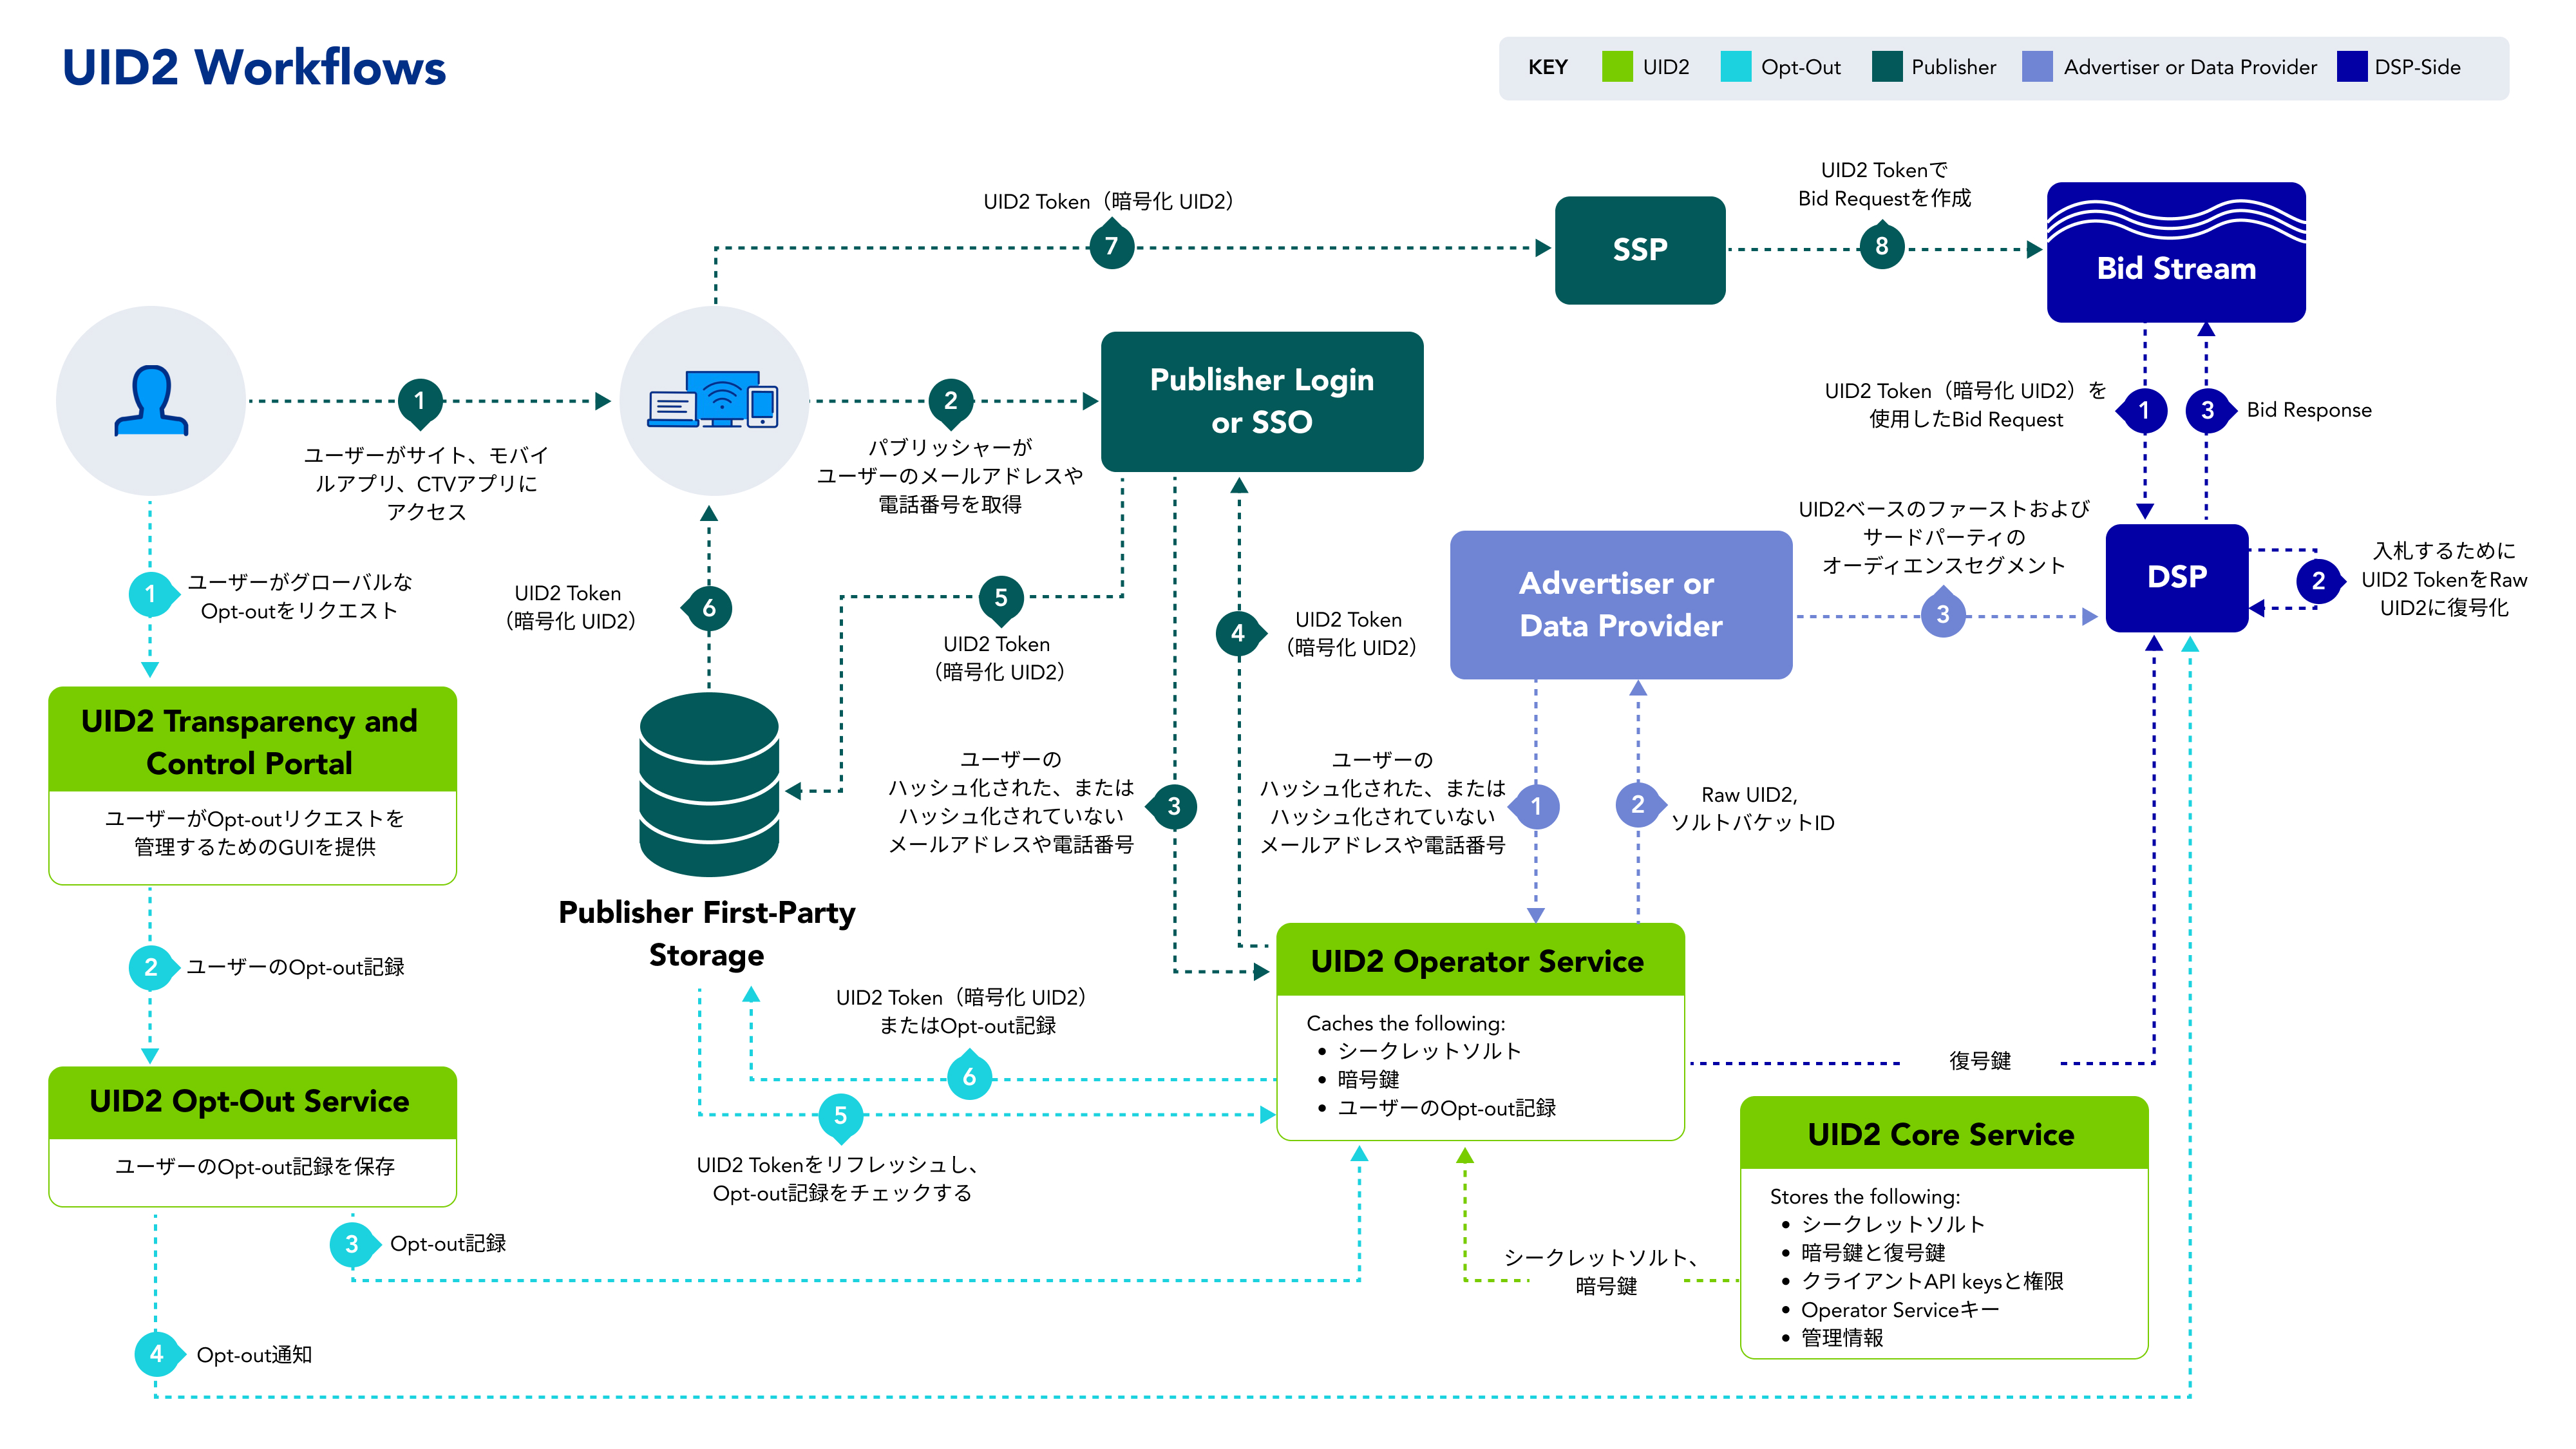 UID2 Workflows
KEY
UID2
Opt-Out
Publisher
Advertiser or Data Provider
DSP-Side
UID2 Token（暗号化 UID2）
7
SSP
UID2 Tokenで
Bid Requestを作成
8
Bid Stream
1
ユーザーがサイト、モバイ
ルアプリ、CTVアプリに
アクセス
2
パブリッシャーが
ユーザーのメールアドレスや
電話番号を取得
Publisher Login
or SSO
UID2 Token（暗号化 UID2）を
使用したBid Request
1
3
Bid Response
1
ユーザーがグローバルな
Opt-outをリクエスト
UID2 Token
（暗号化 UID2）
6
5
UID2 Token
（暗号化 UID2）
4
UID2 Token
（暗号化 UID2）
Advertiser or
Data Provider
UID2ベースのファーストおよび
サードパーティの
オーディエンスセグメント
3
DSP
2
入札するために
UID2 TokenをRaw
UID2に復号化
UID2 Transparency and
Control Portal
ユーザーがOpt-outリクエストを
管理するためのGUIを提供
ユーザーの
ハッシュ化された、または
ハッシュ化されていない
メールアドレスや電話番号
3
ユーザーの
ハッシュ化された、または
ハッシュ化されていない
メールアドレスや電話番号
1
2
Raw UID2,
ソルトバケットID
Publisher First-Party
Storage
2
ユーザーのOpt-out記録
UID2 Token（暗号化 UID2）
またはOpt-out記録
6
UID2 Operator Service
Caches the following:
• シークレットソルト
• 暗号鍵
• ユーザーのOpt-out記録
復号鍵
UID2 Opt-Out Service
ユーザーのOpt-out記録を保存
5
UID2 Tokenをリフレッシュし、
Opt-out記録をチェックする
UID2 Core Service
Stores the following:
• シークレットソルト
• 暗号鍵と復号鍵
• クライアントAPI keysと権限
• Operator Serviceキー
• 管理情報
3
Opt-out記録
シークレットソルト、
暗号鍵
4
Opt-out通知